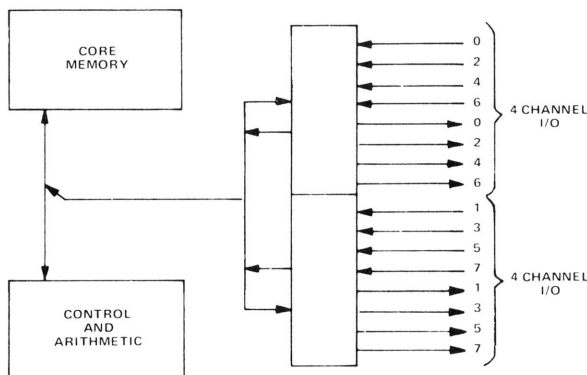 CORE
MEMORY
CONTROL
AND
ARITHMETIC
0
2
4
6
0
2
4
6
4 CHANNEL
I/O
1
3
5
7
1
3
5
7
4 CHANNEL
I/O